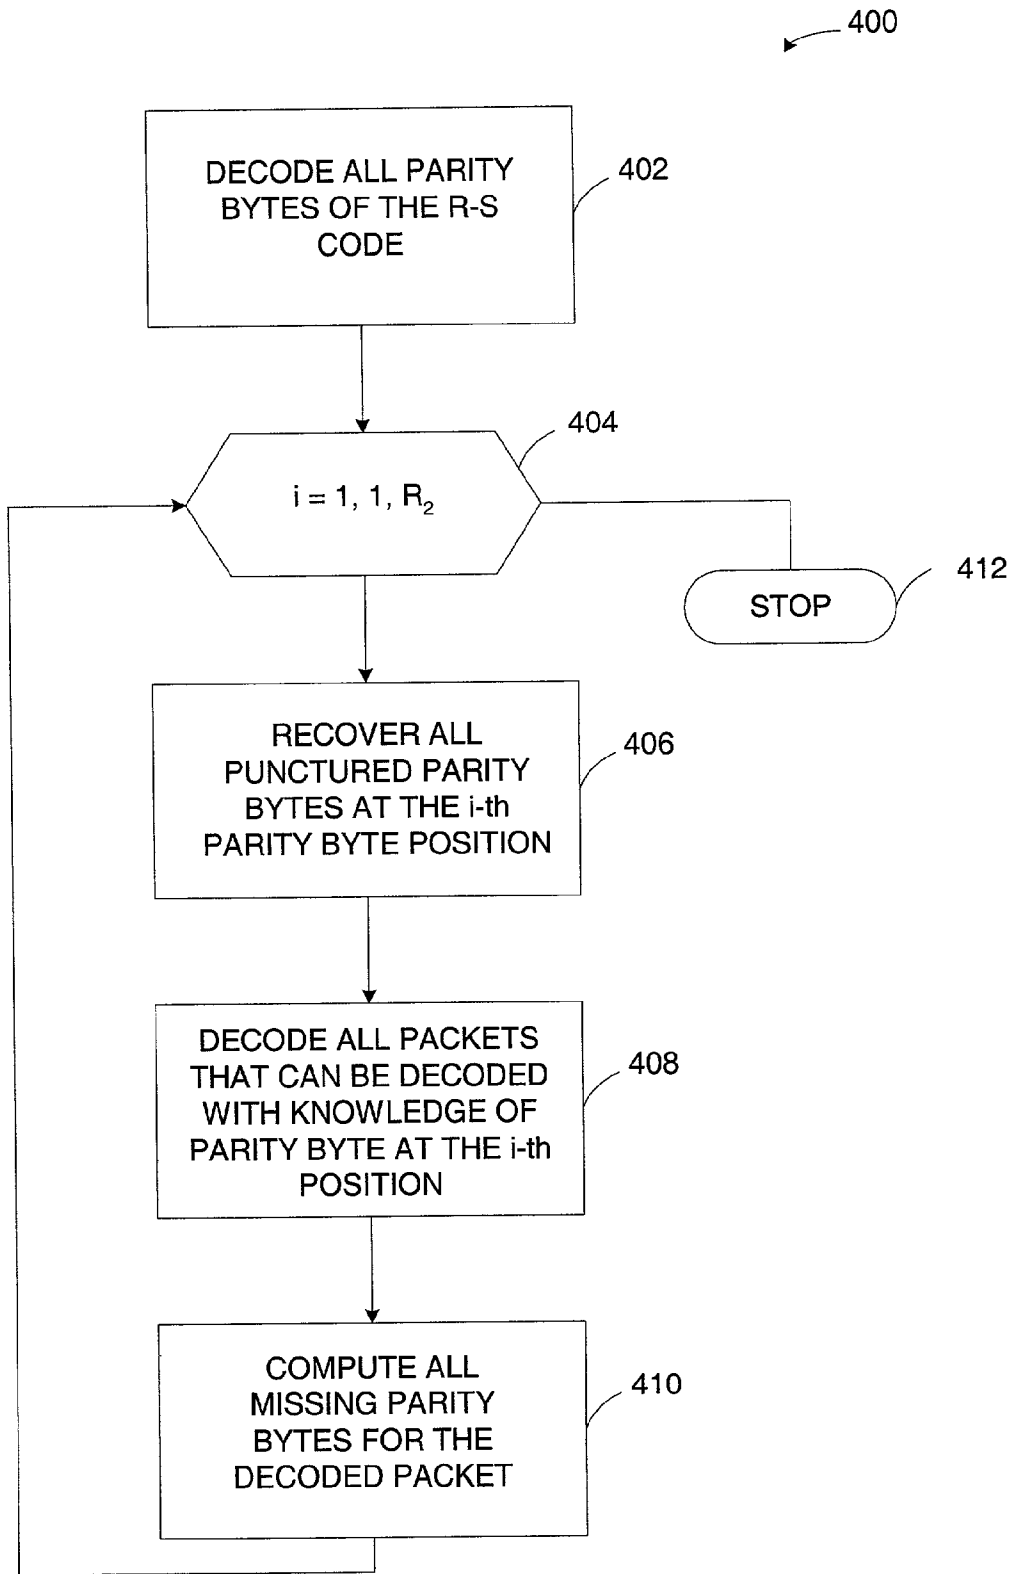 400
DECODE ALL PARITY
BYTES OF THE R-S
CODE
402
404
i = 1, 1, R₂
412
STOP
RECOVER ALL
PUNCTURED PARITY
BYTES AT THE i-th
PARITY BYTE POSITION
406
DECODE ALL PACKETS
THAT CAN BE DECODED
WITH KNOWLEDGE OF
PARITY BYTE AT THE i-th
POSITION
408
COMPUTE ALL
MISSING PARITY
BYTES FOR THE
DECODED PACKET
410